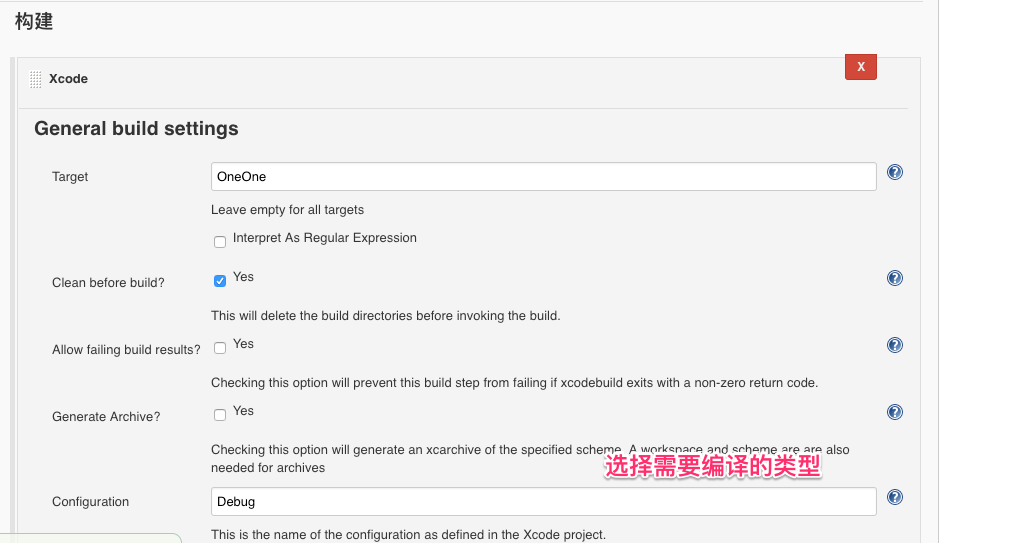 构建
Xcode
X
General build settings
Target
OneOne
Leave empty for all targets
Interpret As Regular Expression
Clean before build?
Yes
This will delete the build directories before invoking the build.
Allow failing build results?
Yes
Checking this option will prevent this build step from failing if xcodebuild exits with a non-zero return code.
Generate Archive?
Yes
Checking this option will generate an xcarchive of the specified scheme. A workspace and scheme are are also
needed for archives
选择需要编译的类型
Configuration
Debug
This is the name of the configuration as defined in the Xcode project.